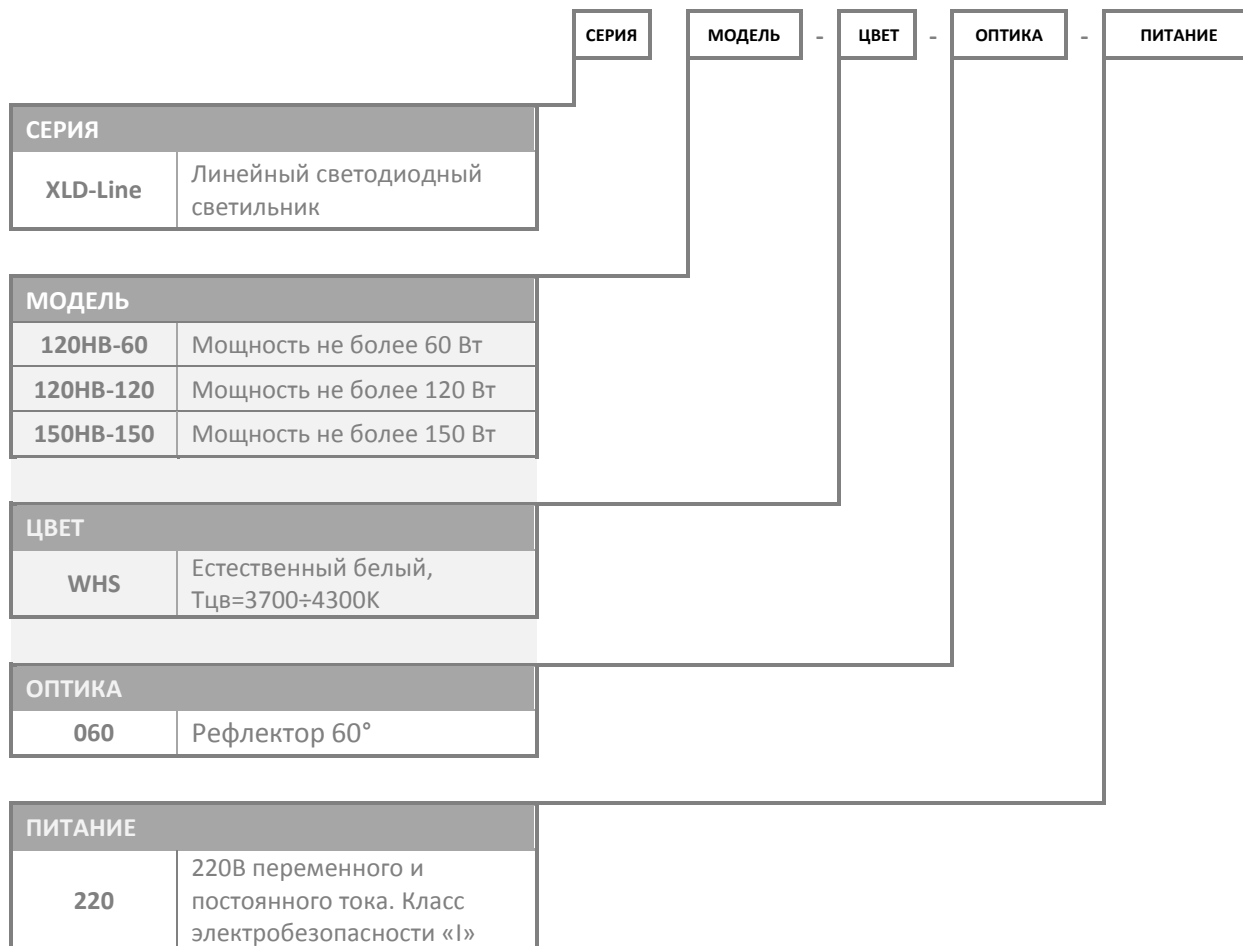 СЕРИЯ МОДЕЛЬ - ЦВЕТ - ОПТИКА - ПИТАНИЕ
СЕРИЯ
XLD-Line Линейный светодиодный
светильник
МОДЕЛЬ
120HB-60 Мощность не более 60 Вт
120HB-120 Мощность не более 120 Вт
150HB-150 Мощность не более 150 Вт
ЦВЕТ
WHS Естественный белый,
Тцв=3700÷4300К
ОПТИКА
060 Рефлектор 60°
ПИТАНИЕ
220 220В переменного и
постоянного тока. Класс
электробезопасности «I»